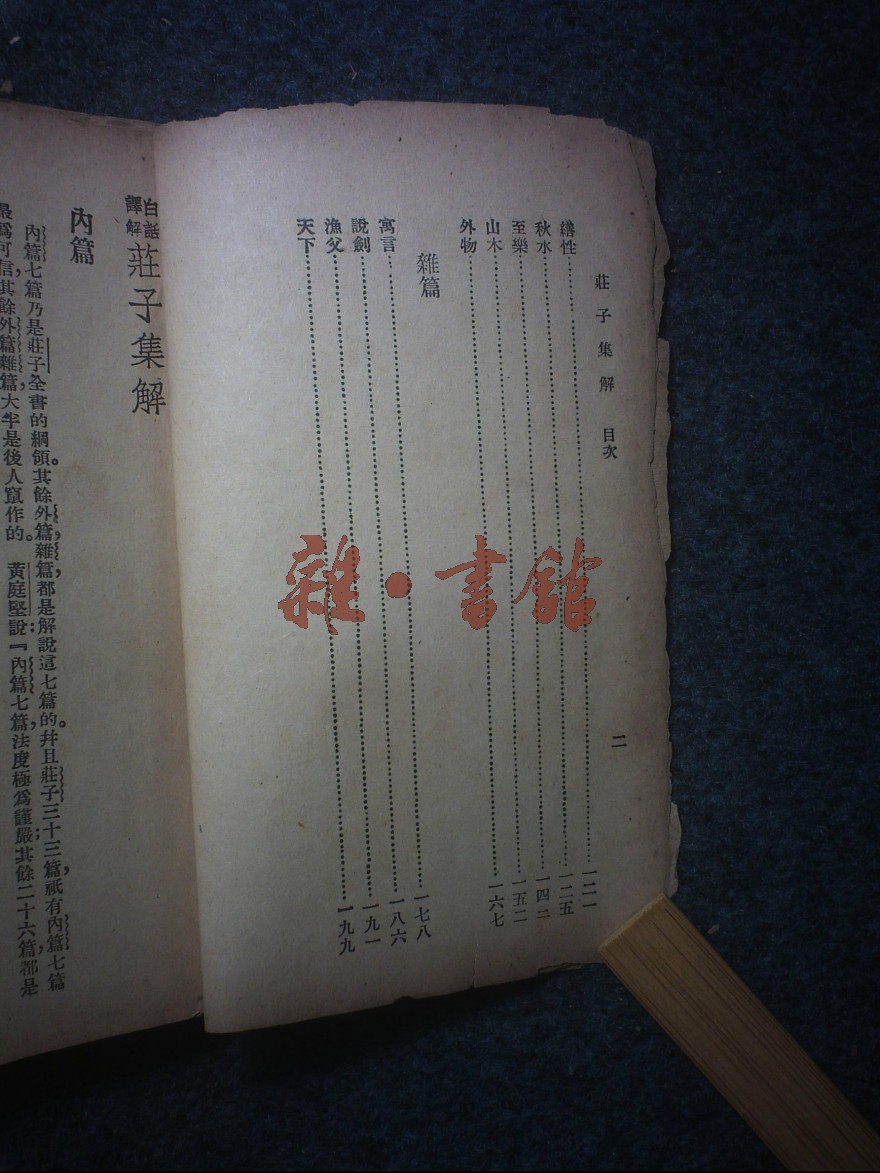 莊子集解 目次 二
繕性……………一二一
秋水……………一二五
至樂……………一四二
山木……………一五二
外物……………一六七
雜篇
寓言……………一七八
說劍……………一八六
漁父……………一九一
天下……………一九九
白話譯解 莊子集解
內篇
內篇七篇乃是莊子全書的綱領。其餘外篇，雜篇，都是解說這七篇的。并且莊子三十三篇，祇有內篇七篇
最爲可信，其餘外篇雜篇，大半是後人竄作的。黃庭堅說：『內篇七篇，法度極爲謹嚴；其餘二十六篇，都是
雜·書館